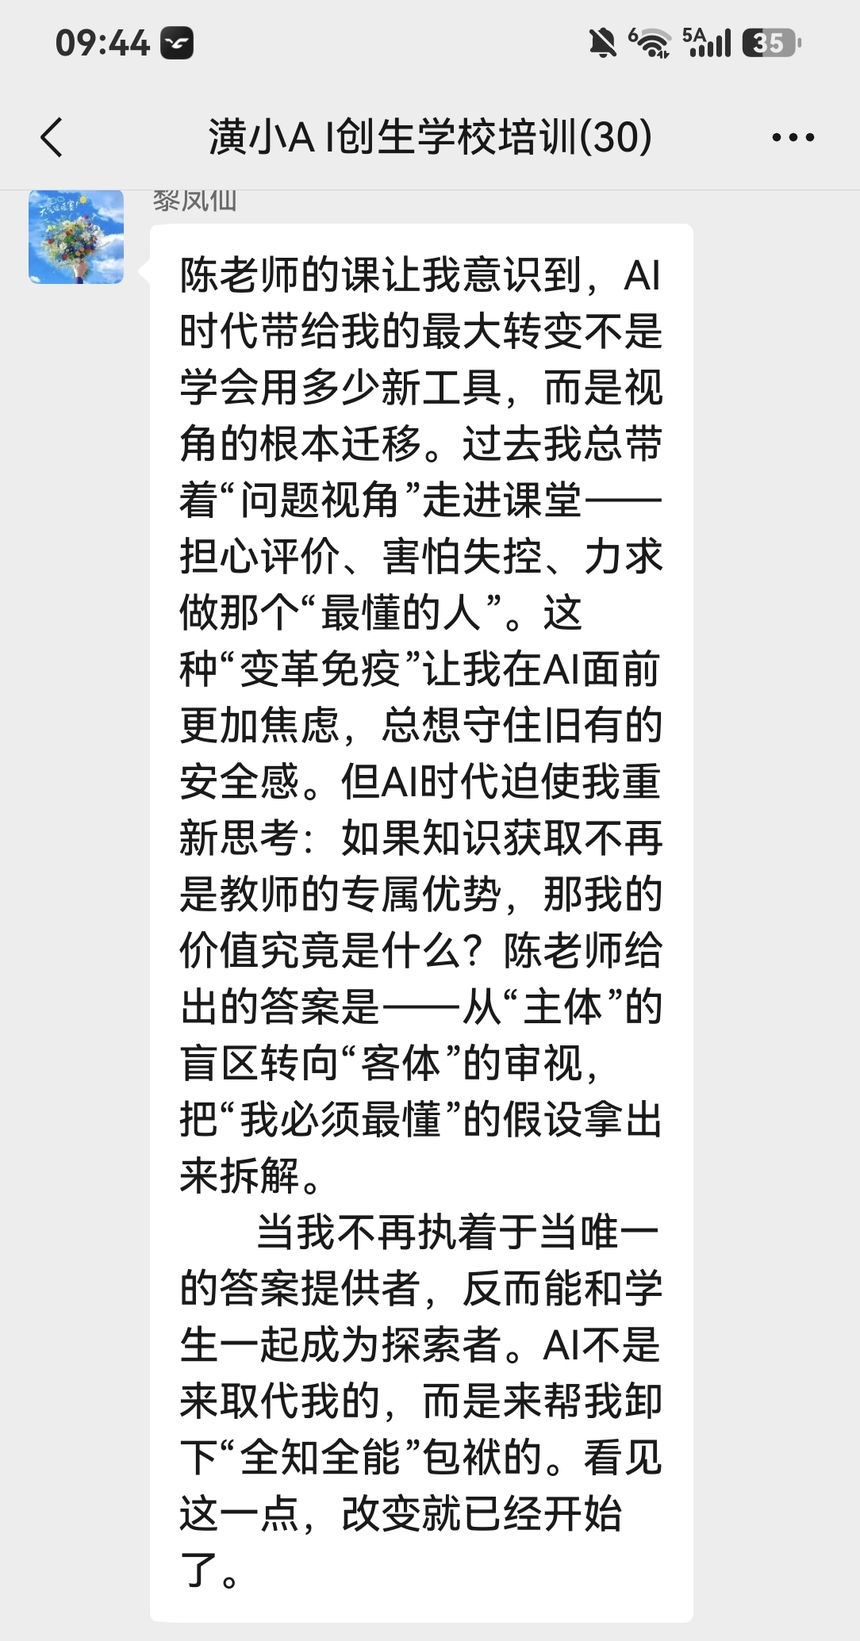 09:44
6
5A
35
潢小A I创生学校培训(30)
黎凤仙
陈老师的课让我意识到，AI
时代带给我的最大转变不是
学会用多少新工具，而是视
角的根本迁移。过去我总带
着“问题视角”走进课堂——
担心评价、害怕失控、力求
做那个“最懂的人”。这
种“变革免疫”让我在AI面前
更加焦虑，总想守住旧有的
安全感。但AI时代迫使我重
新思考：如果知识获取不再
是教师的专属优势，那我的
价值究竟是什么？陈老师给
出的答案是——从“主体”的
盲区转向“客体”的审视，
把“我必须最懂”的假设拿出
来拆解。
当我不再执着于当唯一
的答案提供者，反而能和学
生一起成为探索者。AI不是
来取代我的，而是来帮我卸
下“全知全能”包袱的。看见
这一点，改变就已经开始
了。